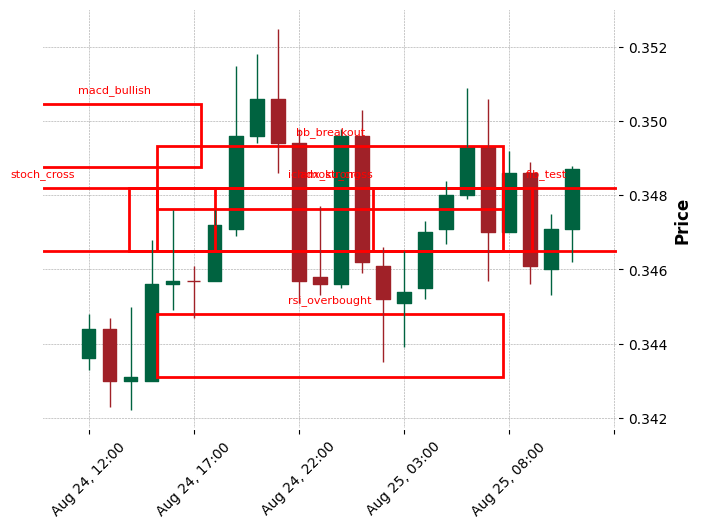 macd_bullish
bb_breakout
stoch_cross
fib_test
rsi_overbought
0.352
0.350
0.348
0.346
0.344
0.342
Price
Aug 24, 12:00
Aug 24, 17:00
Aug 24, 22:00
Aug 25, 03:00
Aug 25, 08:00